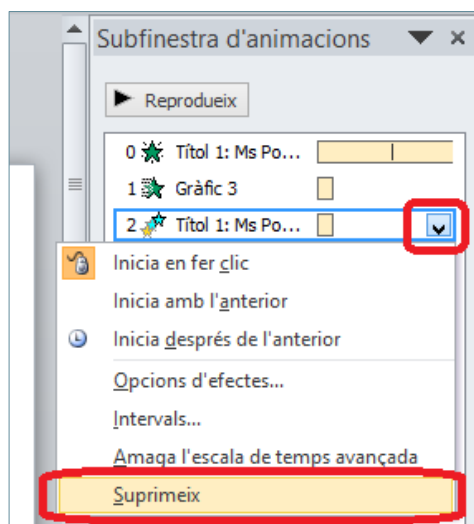 Subfinestra d'animacions
Reprodueix
0 Títol 1: Ms Po...
1 Gràfic 3
2 Títol 1: Ms Po...
Inicia en fer clic
Inicia amb l'anterior
Inicia després de l'anterior
Opcions d'efectes...
Intervals...
Amaga l'escala de temps avançada
Suprimeix